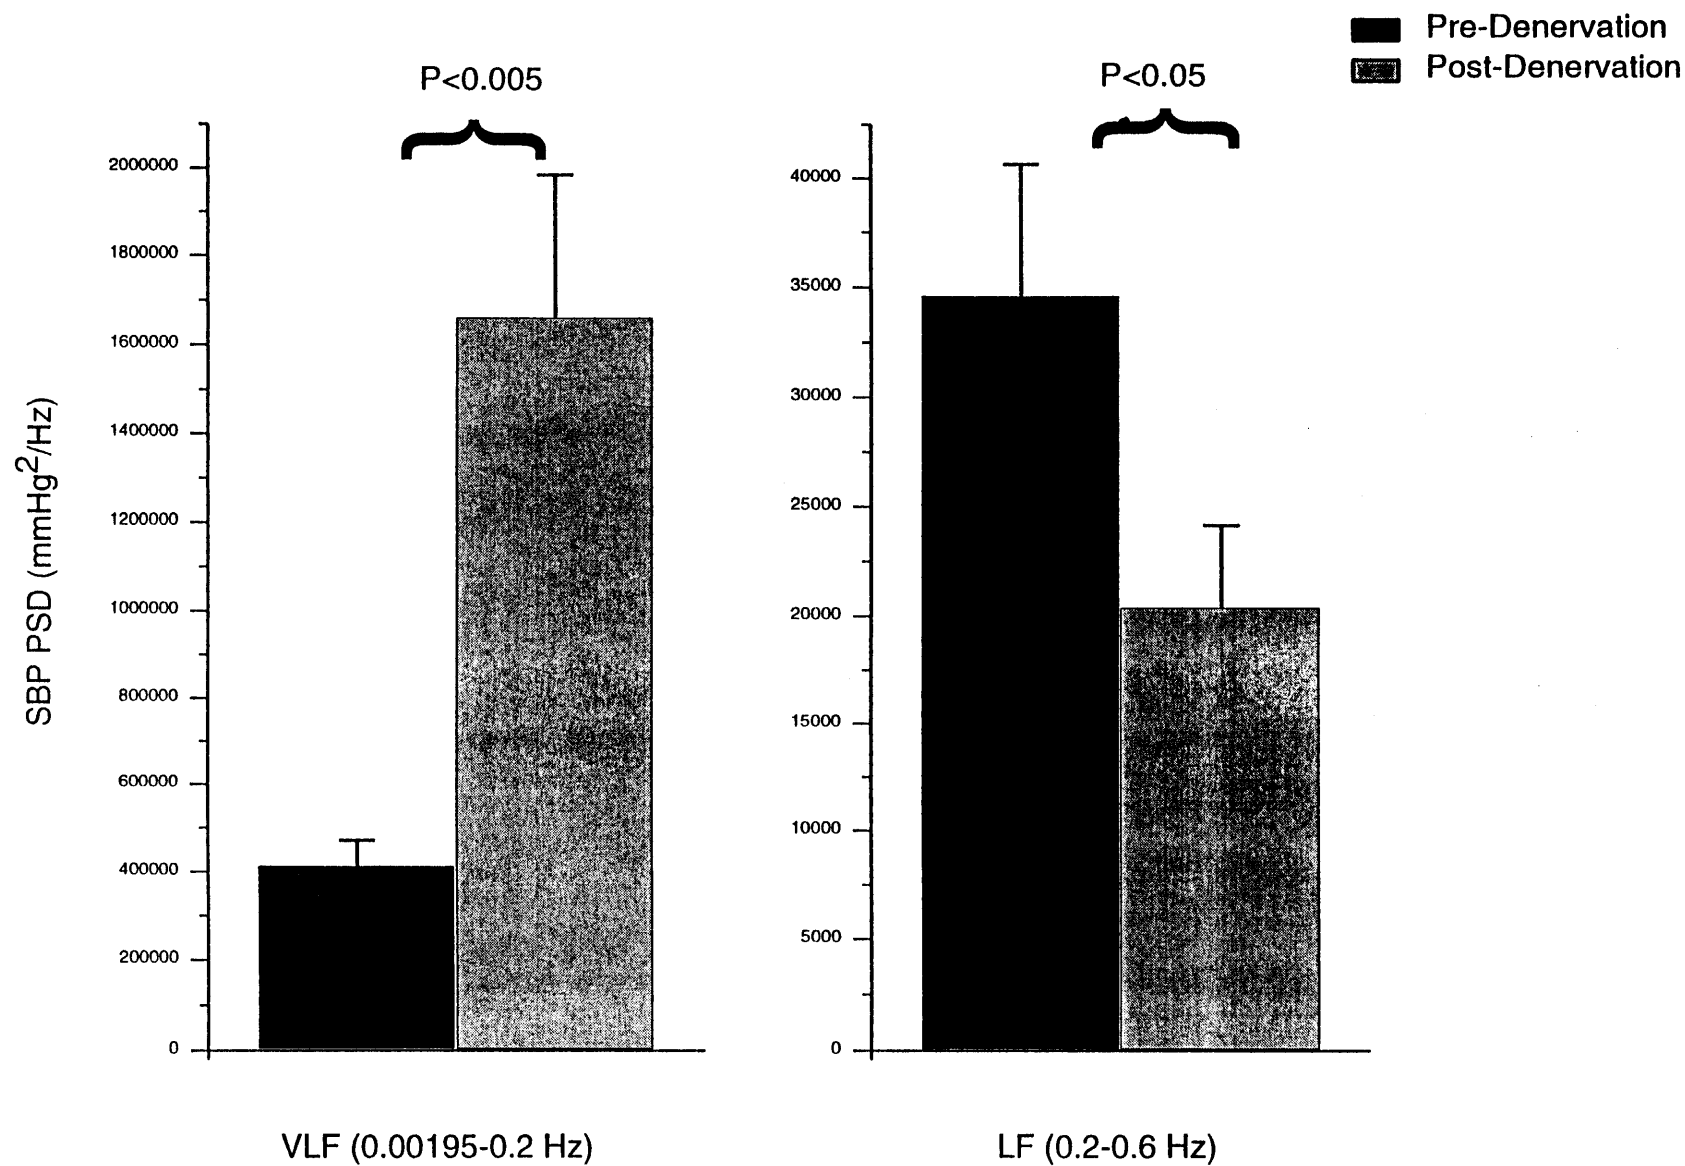 Pre-Denervation
Post-Denervation
P<0.005
P<0.05
SBP PSD (mmHg2/Hz)
2000000
1800000
1600000
1400000
1200000
1000000
800000
600000
400000
200000
0
40000
35000
30000
25000
20000
15000
10000
5000
0
VLF (0.00195-0.2 Hz)
LF (0.2-0.6 Hz)